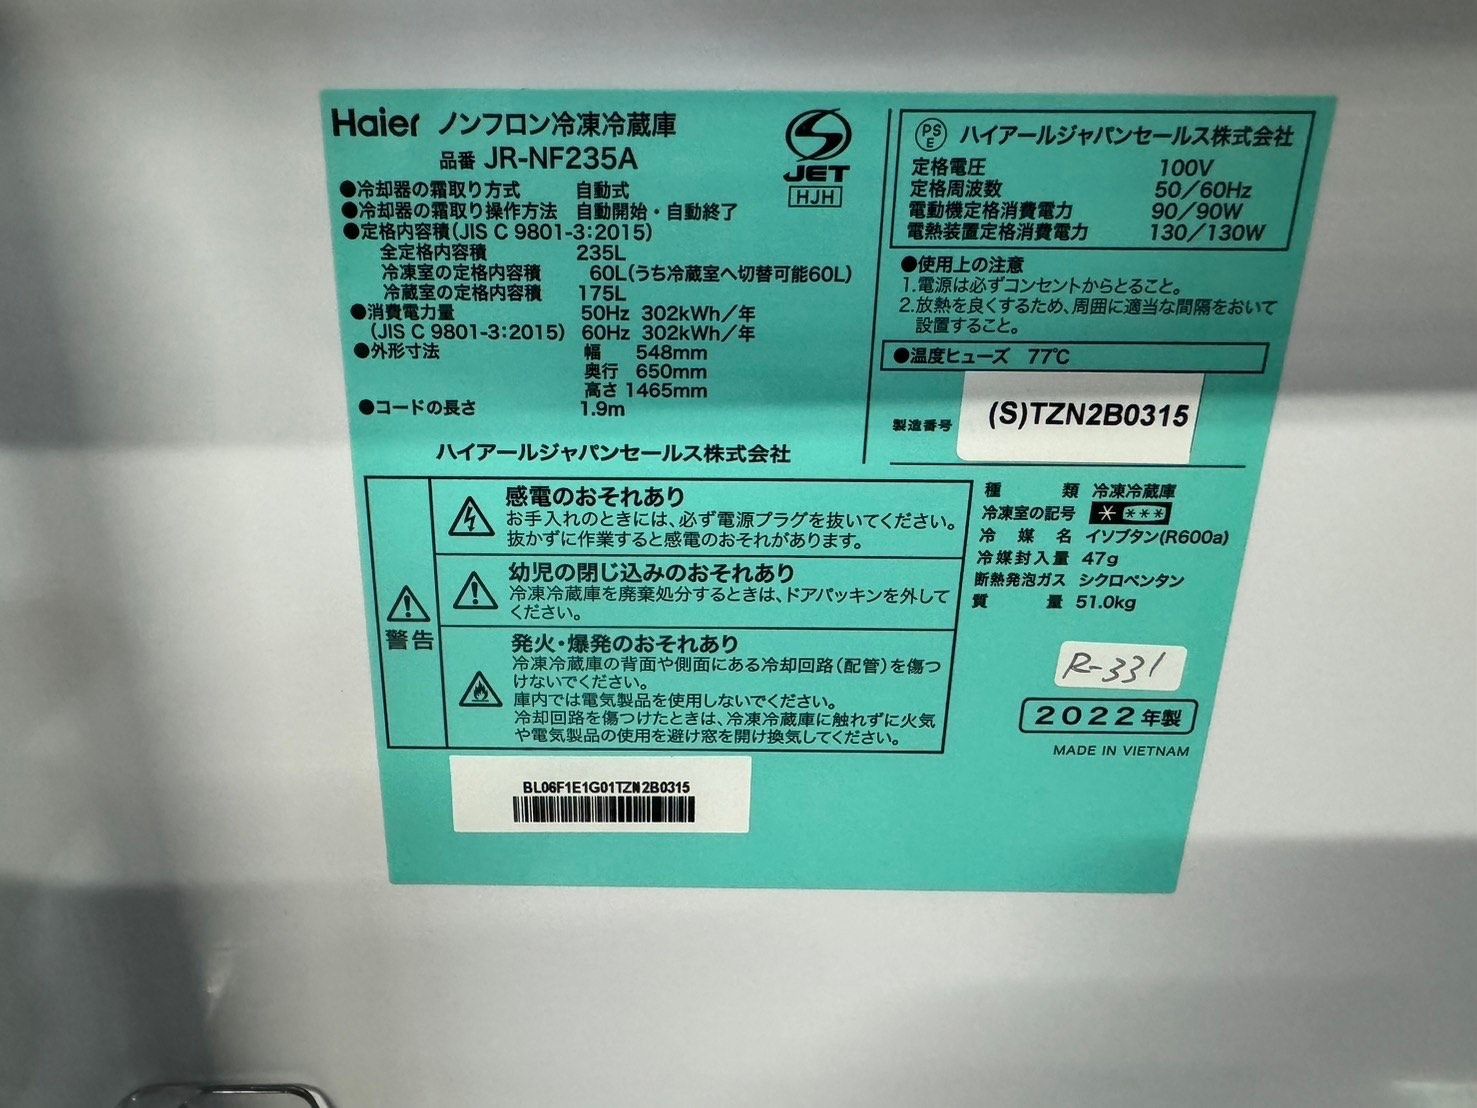 Haier ノンフロン冷凍冷蔵庫
品番 JR-NF235A
●冷却器の霜取り方式 自動式
●冷却器の霜取り操作方法 自動開始・自動終了
●定格内容積(JIS C 9801-3:2015)
全定格内容積 235L
冷凍室の定格内容積 60L(うち冷蔵室へ切替可能60L)
冷蔵室の定格内容積 175L
●消費電力量 50Hz 302kWh/年
(JIS C 9801-3:2015) 60Hz 302kWh/年
●外形寸法 幅 548mm
奥行 650mm
高さ 1465mm
●コードの長さ 1.9m
ハイアールジャパンセールス株式会社
JET
HJH
PSE ハイアールジャパンセールス株式会社
定格電圧 100V
定格周波数 50/60Hz
電動機定格消費電力 90/90W
電熱装置定格消費電力 130/130W
●使用上の注意
1.電源は必ずコンセントからとること。
2.放熱を良くするため、周囲に適当な間隔をおいて
設置すること。
●温度ヒューズ 77℃
製造番号 (S)TZN2B0315
警告
感電のおそれあり
お手入れのときには、必ず電源プラグを抜いてください。
抜かずに作業すると感電のおそれがあります。
幼児の閉じ込みのおそれあり
冷凍冷蔵庫を廃棄処分するときは、ドアパッキンを外して
ください。
発火・爆発のおそれあり
冷凍冷蔵庫の背面や側面にある冷却回路(配管)を傷つ
けないでください。
庫内では電気製品を使用しないでください。
冷却回路を傷つけたときは、冷凍冷蔵庫に触れずに火気
や電気製品の使用を避け窓を開け換気してください。
種類 冷凍冷蔵庫
冷凍室の記号 * ***
冷媒名 イソブタン(R600a)
冷媒封入量 47g
断熱発泡ガス シクロペンタン
質量 51.0kg
R-331
2022年製
MADE IN VIETNAM
BL06F1E1G01TZN2B0315